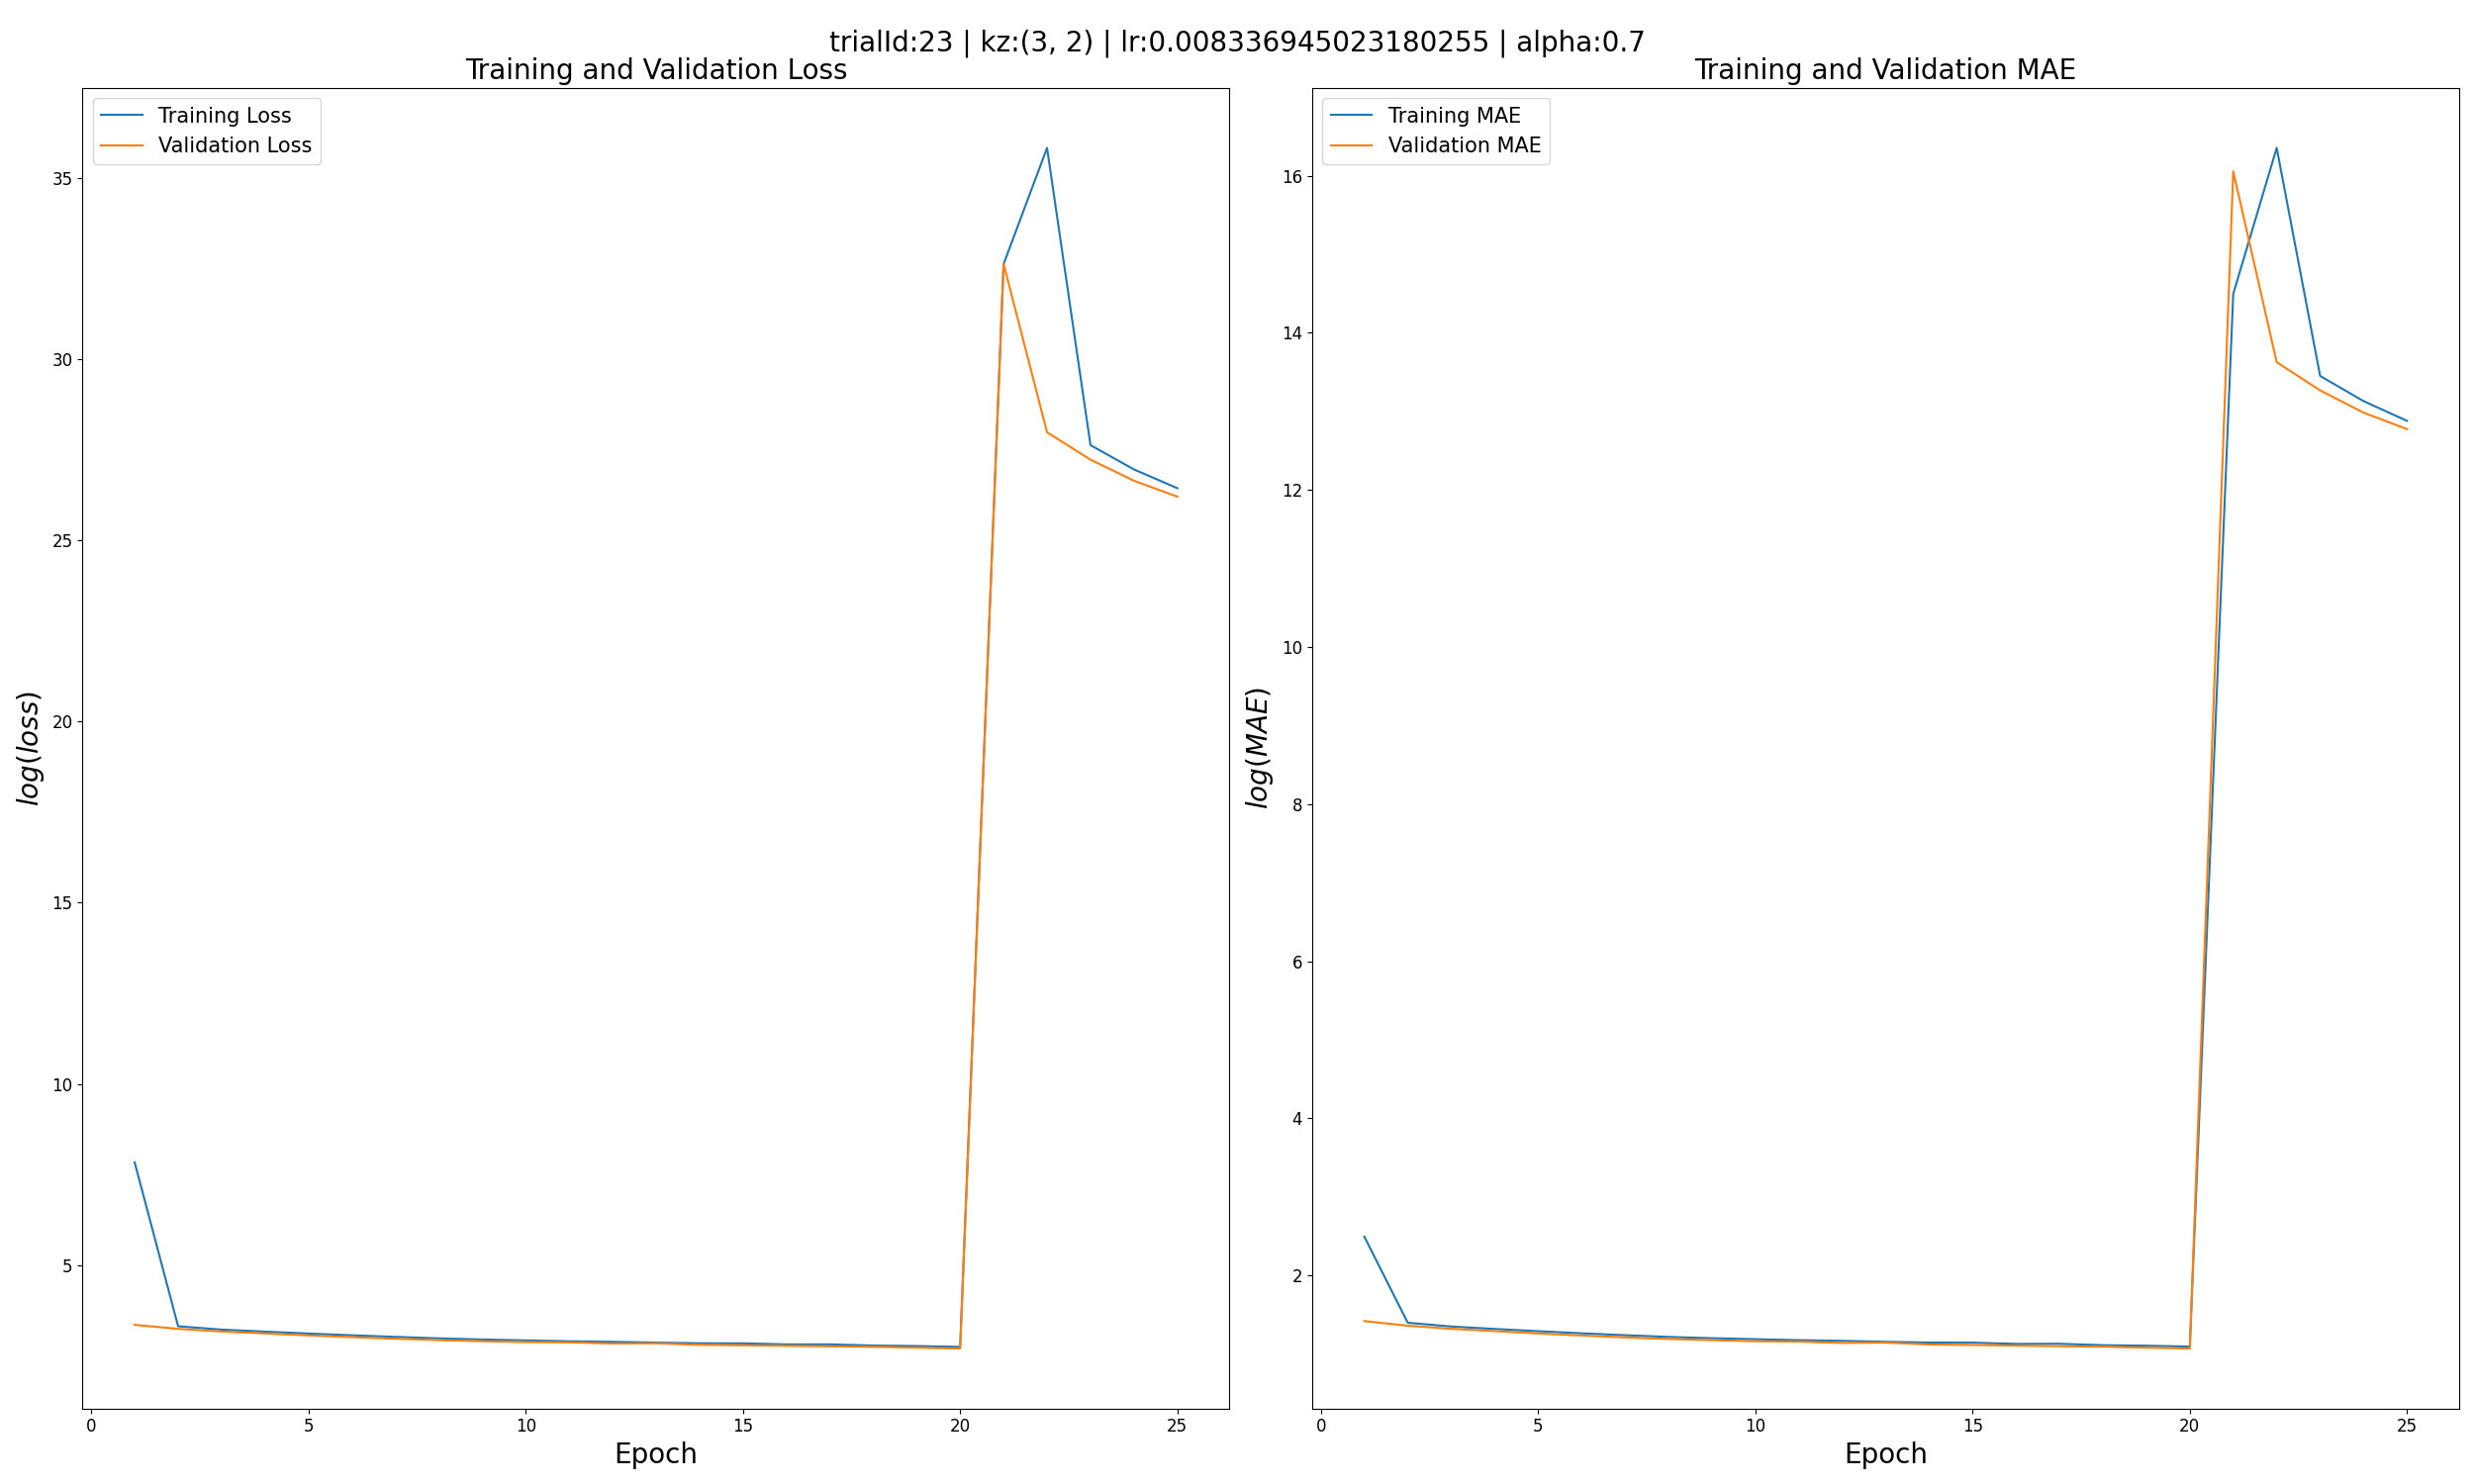 trialId:23 | kz:(3, 2) | lr:0.008336945023180255 | alpha:0.7
Training and Validation Loss
Training Loss
Validation Loss
35
30
25
20
15
10
5
log(loss)
0 5 10 15 20 25
Epoch
Training and Validation MAE
Training MAE
Validation MAE
16
14
12
10
8
6
4
2
log(MAE)
0 5 10 15 20 25
Epoch